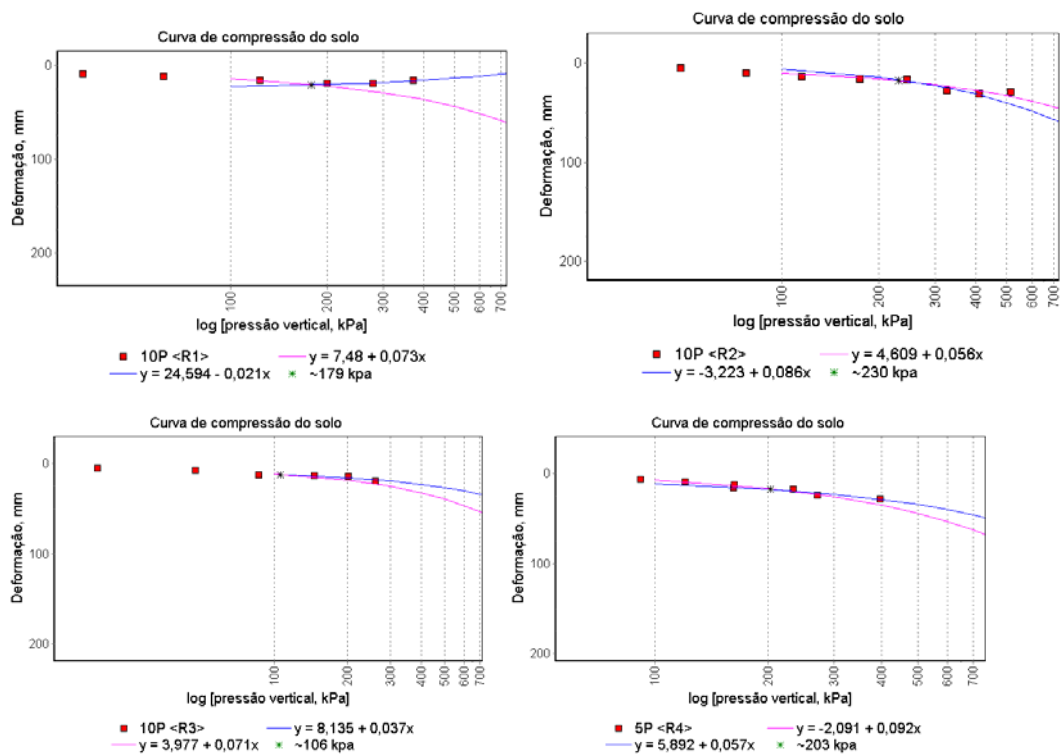 Curva de compressão do solo
Deformação, mm
0
100
200
100
200
300
400
500
600
700
log [pressão vertical, kPa]
10P <R1>
y = 7,48 + 0,073x
y = 24,594 - 0,021x
~179 kpa
Curva de compressão do solo
Deformação, mm
0
100
200
100
200
300
400
500
600
700
log [pressão vertical, kPa]
10P <R2>
y = 4,609 + 0,056x
y = -3,223 + 0,086x
~230 kpa
Curva de compressão do solo
Deformação, mm
0
100
200
100
200
300
400
500
600
700
log [pressão vertical, kPa]
10P <R3>
y = 8,135 + 0,037x
y = 3,977 + 0,071x
~106 kpa
Curva de compressão do solo
Deformação, mm
0
100
200
100
200
300
400
500
600
700
log [pressão vertical, kPa]
5P <R4>
y = -2,091 + 0,092x
y = 5,892 + 0,057x
~203 kpa